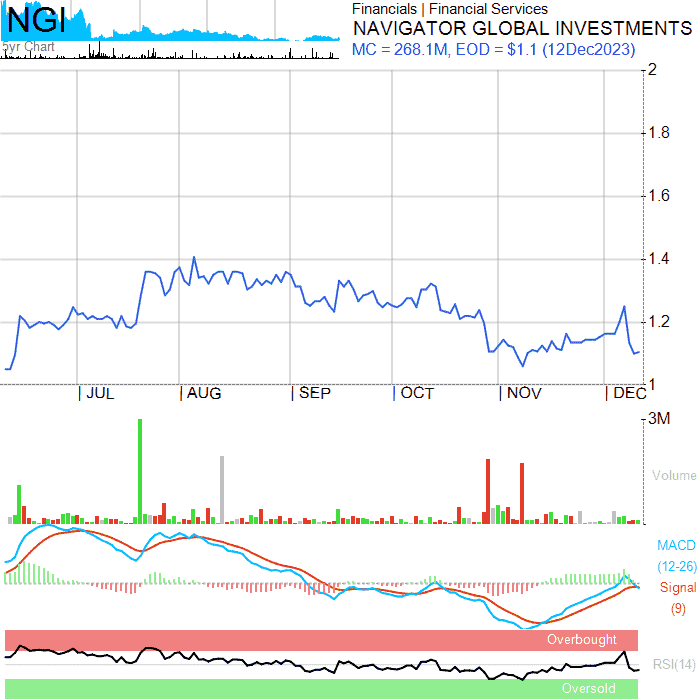 NGI
5yr Chart
Financials | Financial Services
NAVIGATOR GLOBAL INVESTMENTS
MC = 268.1M, EOD = $1.1 (12Dec2023)
2
1.8
1.6
1.4
1.2
1
JUL
AUG
SEP
OCT
NOV
DEC
3M
Volume
MACD
(12-26)
Signal
(9)
Overbought
RSI(14)
Oversold